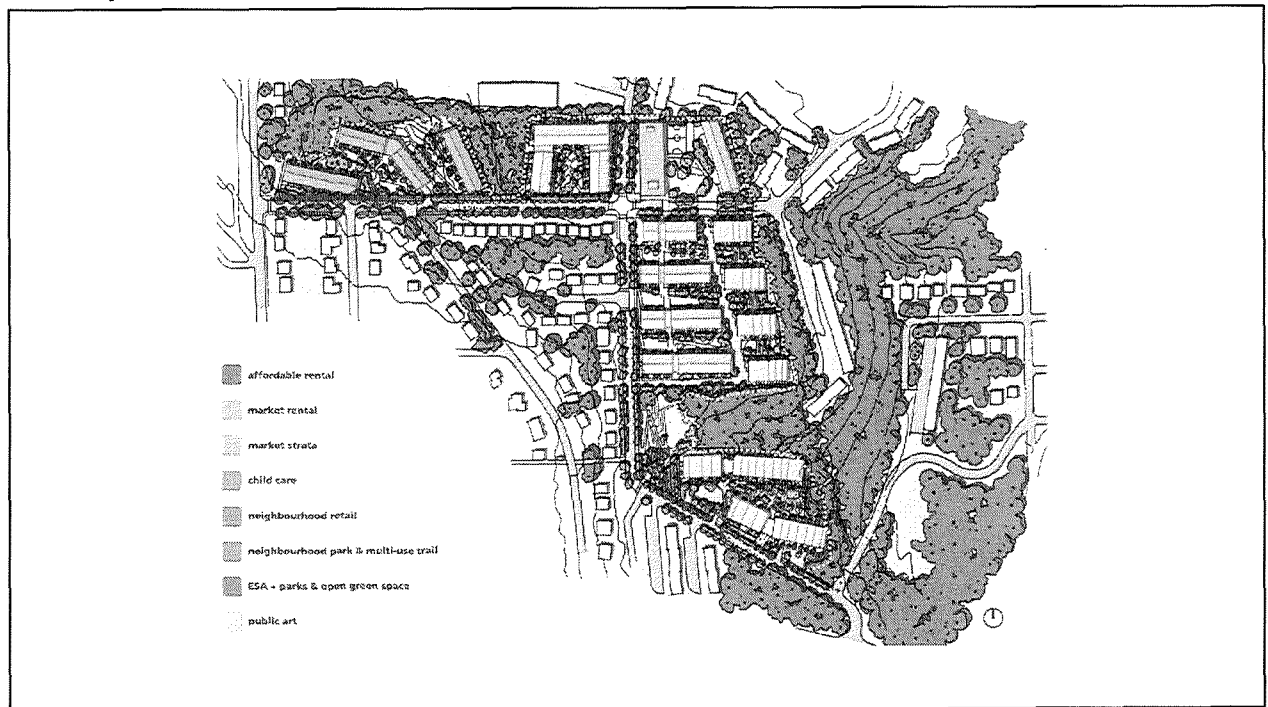 affordable rental
market rental
market strata
child care
neighbourhood retail
neighbourhood park & multi-use trail
ESA + parks & open green space
public art